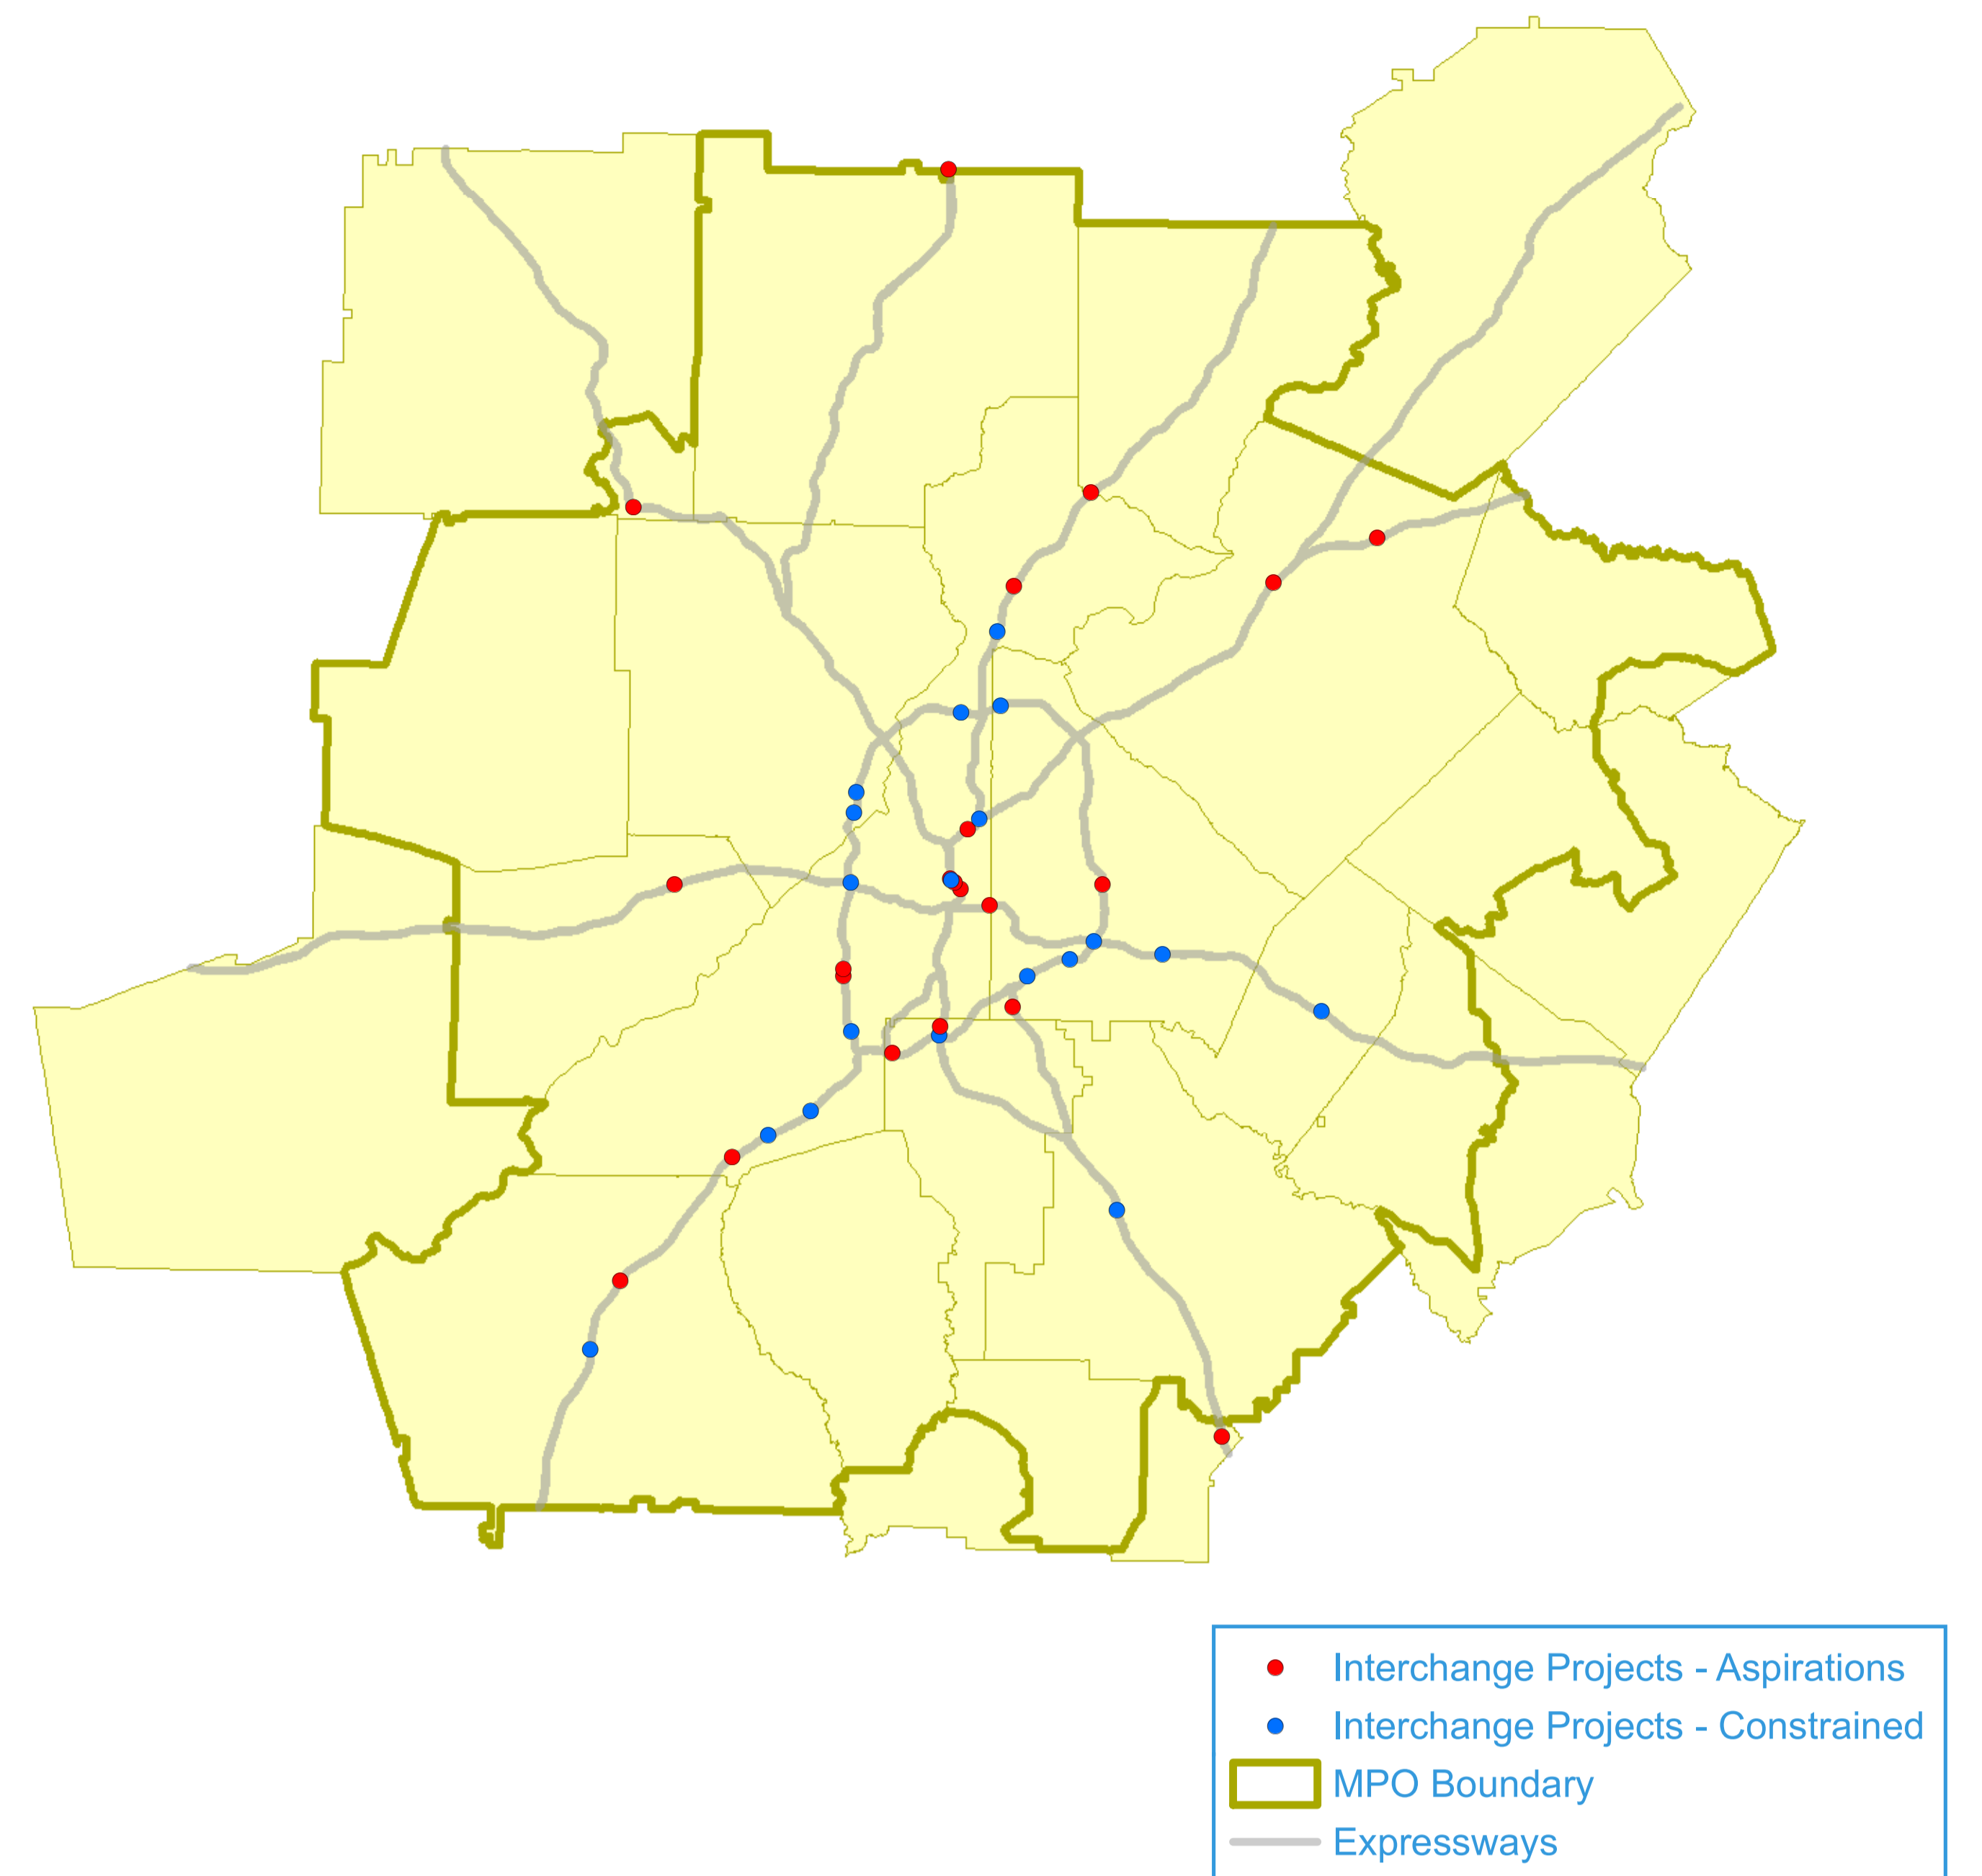 Interchange Projects - Aspirations
Interchange Projects - Constrained
MPO Boundary
Expressways